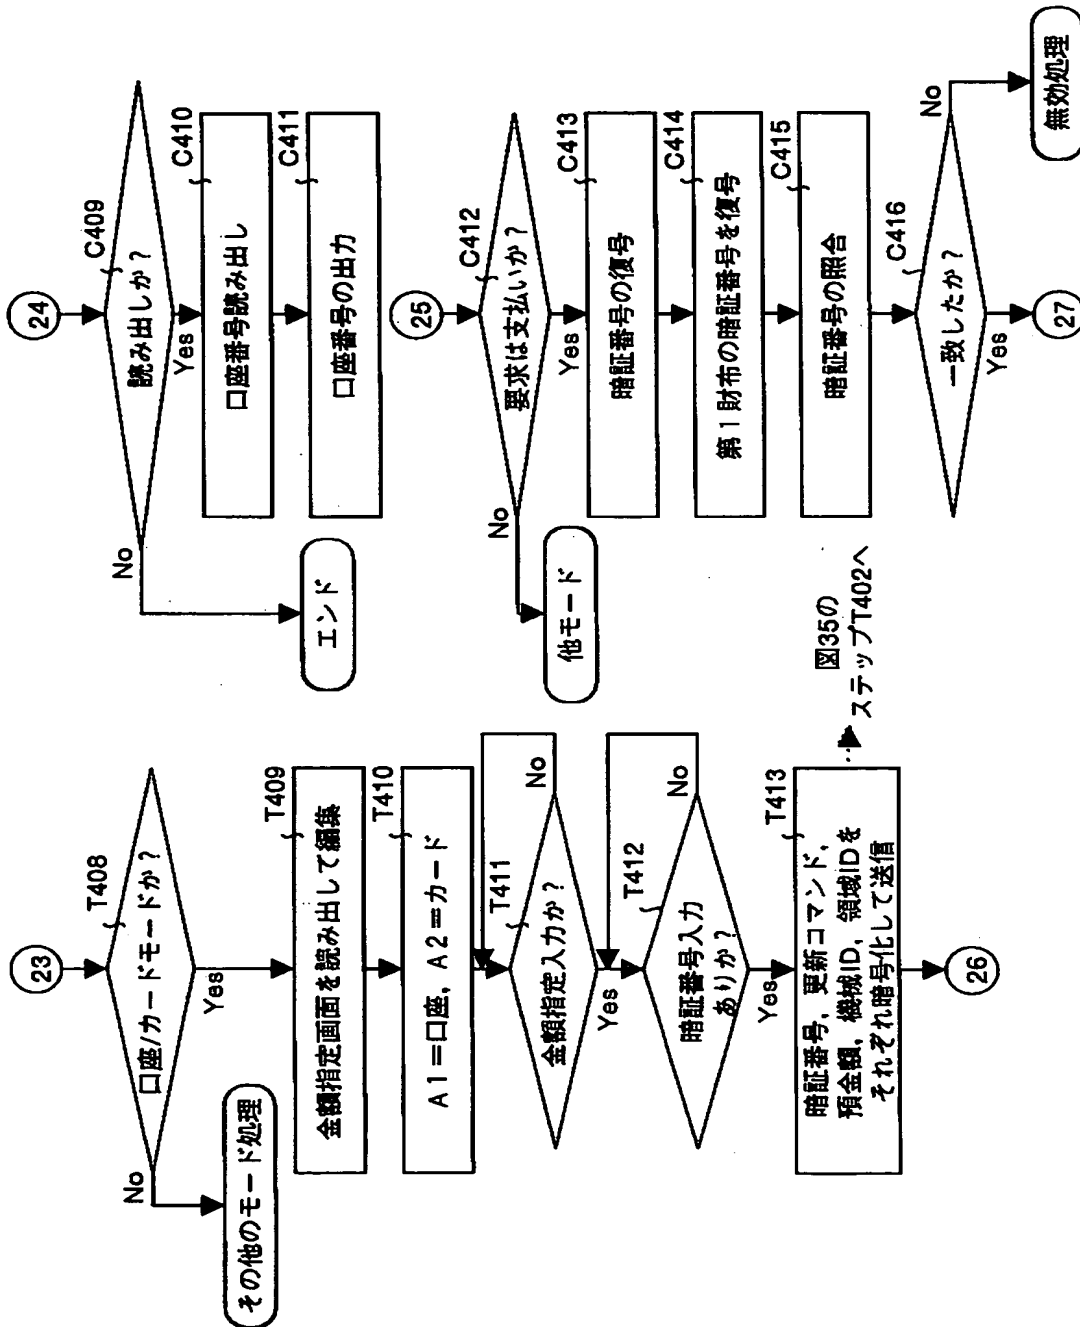 23
T408
口座/カードモードか？
No
Yes
その他のモード処理
T409
金額指定画面を読み出して編集
T410
A1＝口座，A2＝カード
T411
金額指定入力か？
No
Yes
T412
暗証番号入力
ありか？
No
Yes
T413
暗証番号，更新コマンド，
預金額，機械ID，領域IDを
それぞれ暗号化して送信
図35の
ステップT402へ
26
24
C409
読み出しか？
No
Yes
エンド
C410
口座番号読み出し
C411
口座番号の出力
25
C412
要求は支払いか？
No
Yes
他モード
C413
暗証番号の復号
C414
第1財布の暗証番号を復号
C415
暗証番号の照合
C416
一致したか？
No
Yes
無効処理
27